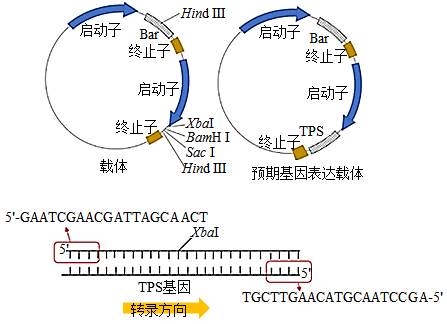 Hind III
启动子
Bar
终止子
启动子
终止子
XbaI
BamH I
Sac I
Hind III
载体
启动子
Bar
终止子
启动子
终止子
TPS
预期基因表达载体
5'-GAATCGAACGATTAGCAACT
XbaI
5'
5'
TPS基因
转录方向
TGCTTGAACATGCAATCCGA-5'